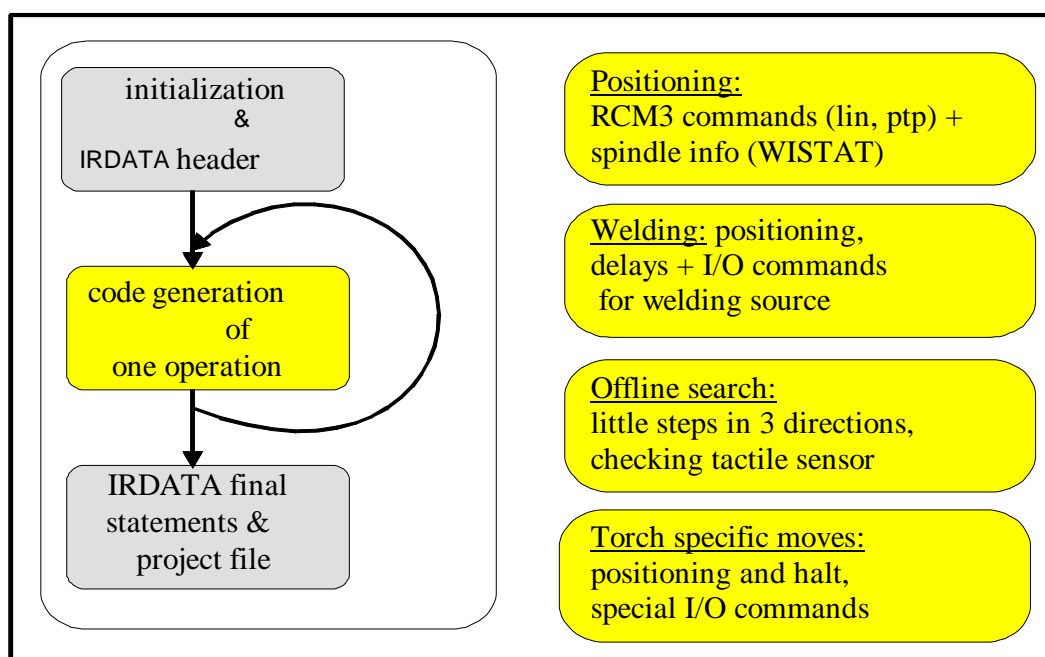 initialization
&
IRDATA header
code generation
of
one operation
IRDATA final
statements &
project file
Positioning:
RCM3 commands (lin, ptp) +
spindle info (WISTAT)
Welding: positioning,
delays + I/O commands
for welding source
Offline search:
little steps in 3 directions,
checking tactile sensor
Torch specific moves:
positioning and halt,
special I/O commands